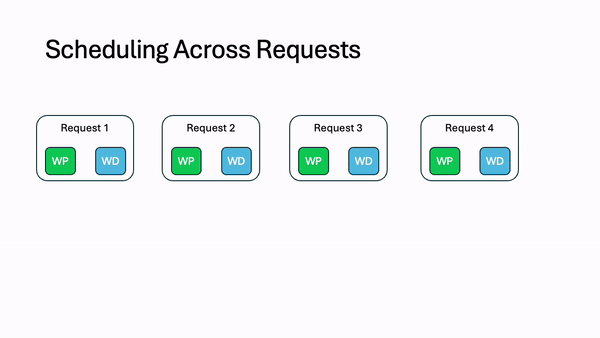 Scheduling Across Requests
Request 1
WP WD
Request 2
WP WD
Request 3
WP WD
Request 4
WP WD